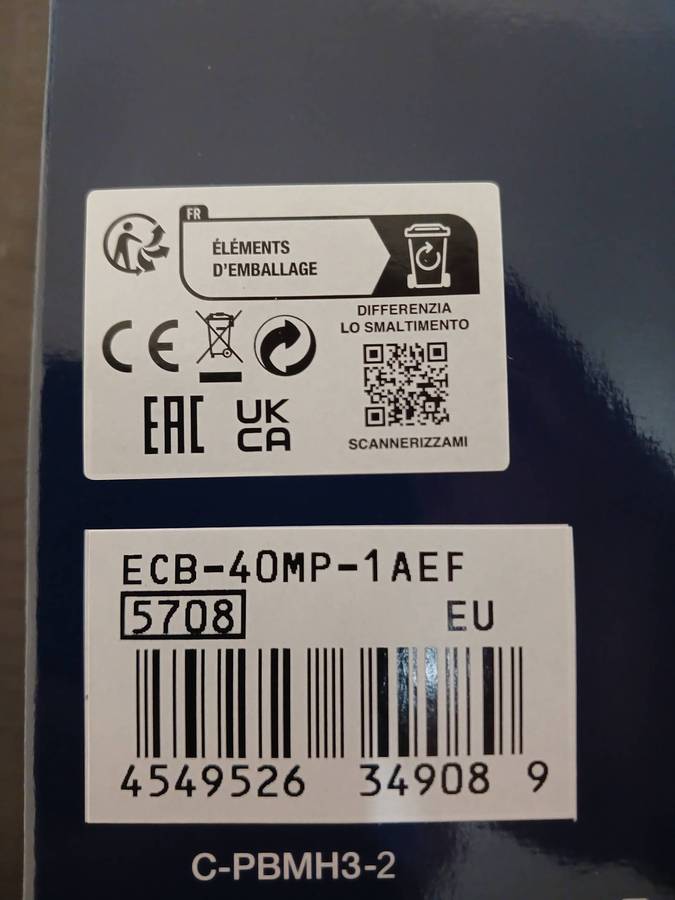 FR
ÉLÉMENTS
D'EMBALLAGE
DIFFERENZIA
LO SMALTIMENTO
CE
EAC
UK
CA
SCANNERIZZAMI
ECB-40MP-1AEF
5708 EU
4549526 34908 9
C-PBMH3-2